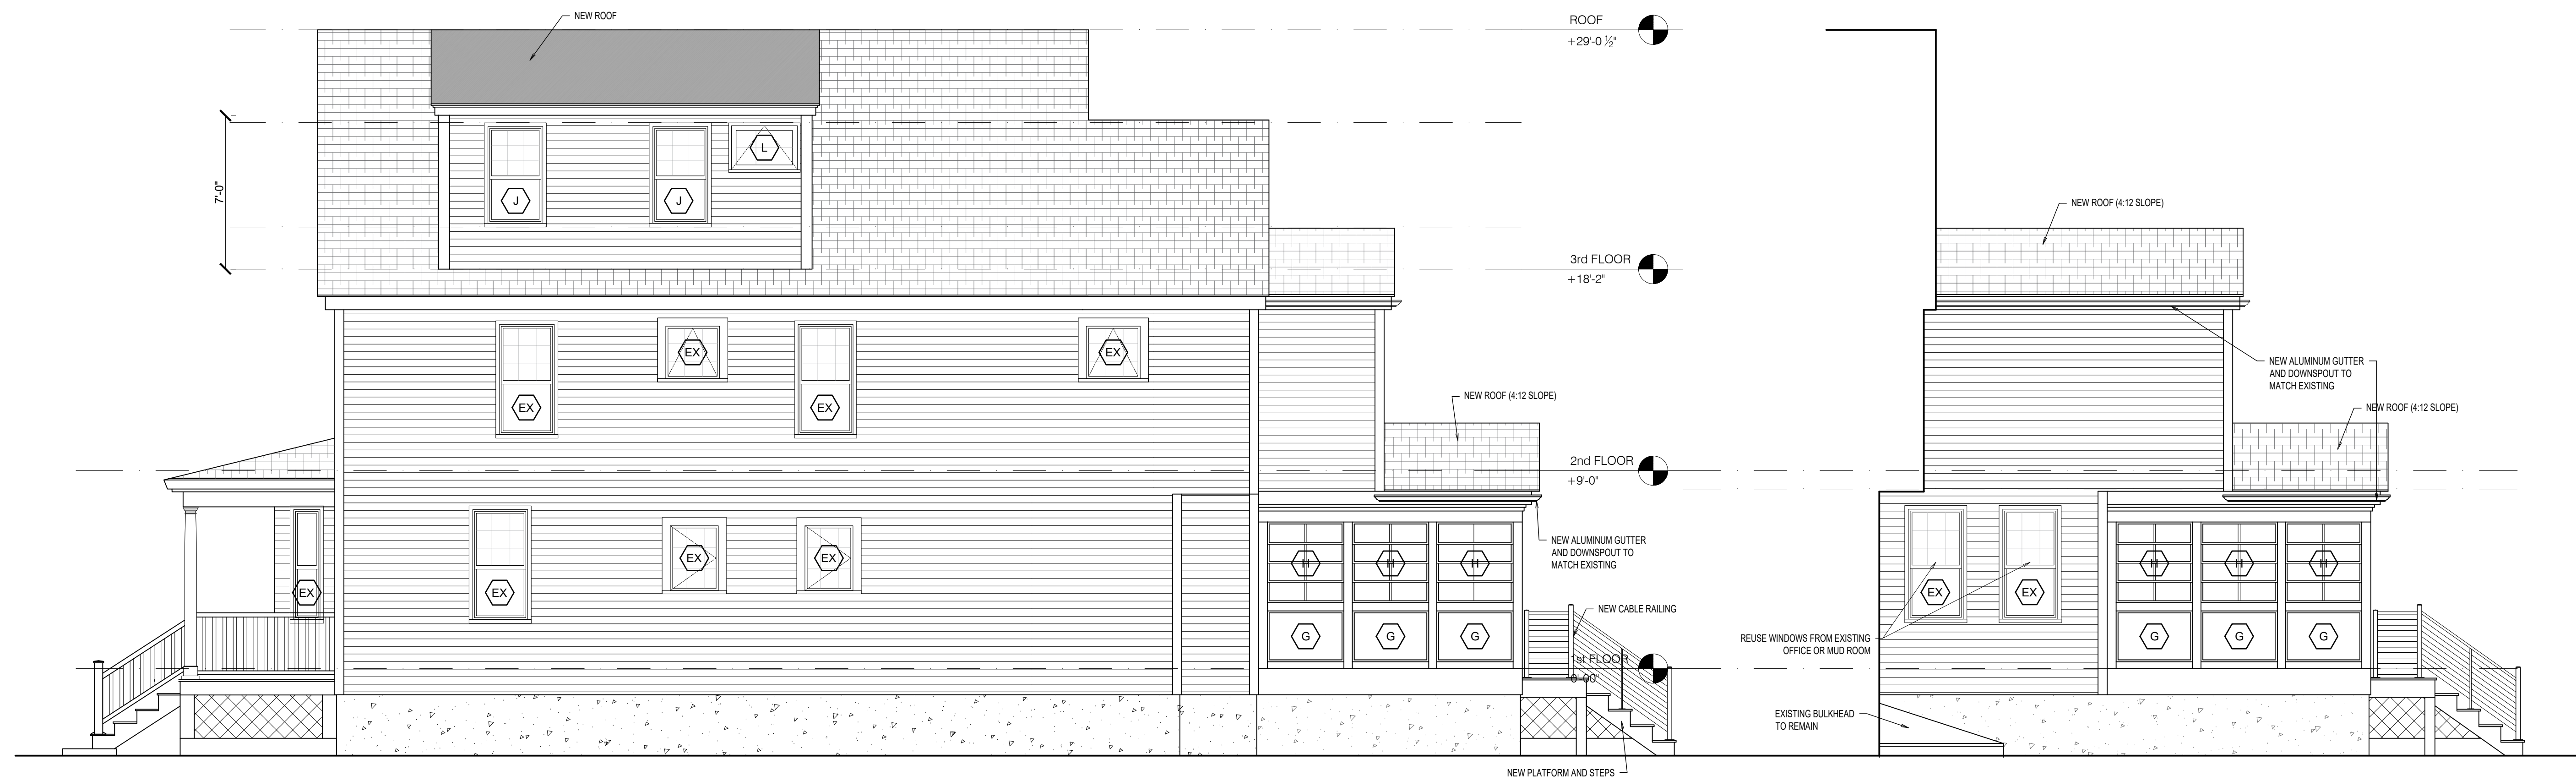 NEW ROOF
ROOF
+29'-0 ½"
7'-0"
L
J
J
NEW ROOF (4:12 SLOPE)
3rd FLOOR
+18'-2"
EX
EX
EX
EX
NEW ALUMINUM GUTTER
AND DOWNSPOUT TO
MATCH EXISTING
NEW ROOF (4:12 SLOPE)
NEW ROOF (4:12 SLOPE)
2nd FLOOR
+9'-0"
NEW ALUMINUM GUTTER
AND DOWNSPOUT TO
MATCH EXISTING
EX
EX
EX
EX
H
H
H
G
G
G
NEW CABLE RAILING
1st FLOOR
0'-00"
EX
EX
H
H
H
G
G
G
REUSE WINDOWS FROM EXISTING
OFFICE OR MUD ROOM
EXISTING BULKHEAD
TO REMAIN
NEW PLATFORM AND STEPS